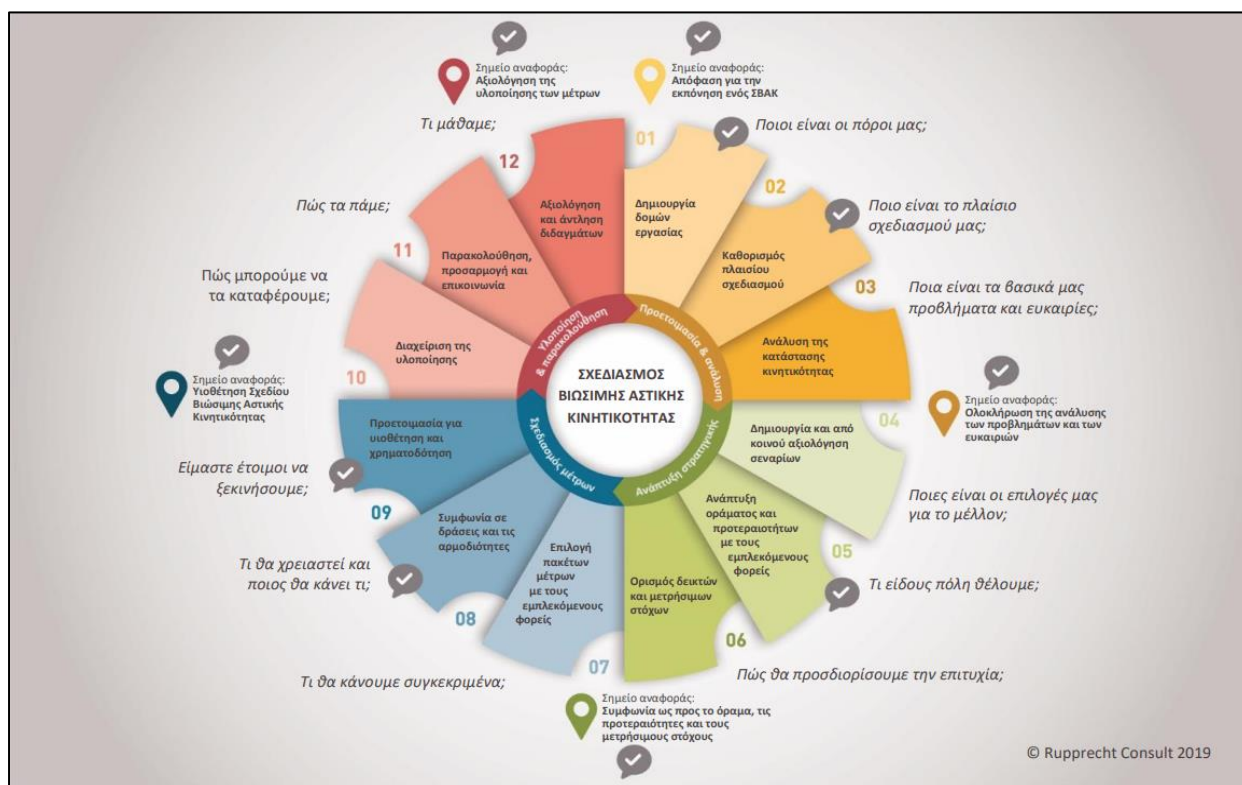 Σημείο αναφοράς:
Αξιολόγηση της
υλοποίησης των μέτρων
Σημείο αναφοράς:
Απόφαση για την
εκπόνηση ενός ΣΒΑΚ
Τι μάθαμε;
12
Αξιολόγηση
και άντληση
διδαγμάτων
01
Δημιουργία
δομών
εργασίας
Ποιοι είναι οι πόροι μας;
02
Καθορισμός
πλαισίου
σχεδιασμού
Ποιο είναι το πλαίσιο
σχεδιασμού μας;
03
Ανάλυση της
κατάστασης
κινητικότητας
Ποια είναι τα βασικά μας
προβλήματα και ευκαιρίες;
Σημείο αναφοράς:
Ολοκλήρωση της ανάλυσης
των προβλημάτων και των
ευκαιριών
04
Δημιουργία και από
κοινού αξιολόγηση
σεναρίων
Ποιες είναι οι επιλογές μας
για το μέλλον;
05
Ανάπτυξη
οράματος και
προτεραιοτήτων
με τους
εμπλεκόμενους
φορείς
Τι είδους πόλη θέλουμε;
06
Ορισμός δεικτών
και μετρήσιμων
στόχων
Πώς θα προσδιορίσουμε την επιτυχία;
Σημείο αναφοράς:
Συμφωνία ως προς το όραμα, τις
προτεραιότητες και τους
μετρήσιμους στόχους
07
Επιλογή
πακέτων
μέτρων
με τους
εμπλεκόμενους
φορείς
Τι θα κάνουμε συγκεκριμένα;
08
Συμφωνία σε
δράσεις και τις
αρμοδιότητες
Τι θα χρειαστεί και
ποιος θα κάνει τι;
09
Προετοιμασία για
υιοθέτηση και
χρηματοδότηση
Είμαστε έτοιμοι να
ξεκινήσουμε;
Σημείο αναφοράς:
Υιοθέτηση Σχεδίου
Βιώσιμης Αστικής
Κινητικότητας
10
Διαχείριση της
υλοποίησης
Πώς μπορούμε να
τα καταφέρουμε;
11
Παρακολούθηση,
προσαρμογή και
επικοινωνία
Πώς τα πάμε;
Υλοποίηση
& παρακολούθηση
Προετοιμασία & ανάλυση
Ανάπτυξη στρατηγικής
Σχεδιασμός μέτρων
ΣΧΕΔΙΑΣΜΟΣ
ΒΙΩΣΙΜΗΣ ΑΣΤΙΚΗΣ
ΚΙΝΗΤΙΚΟΤΗΤΑΣ
© Rupprecht Consult 2019